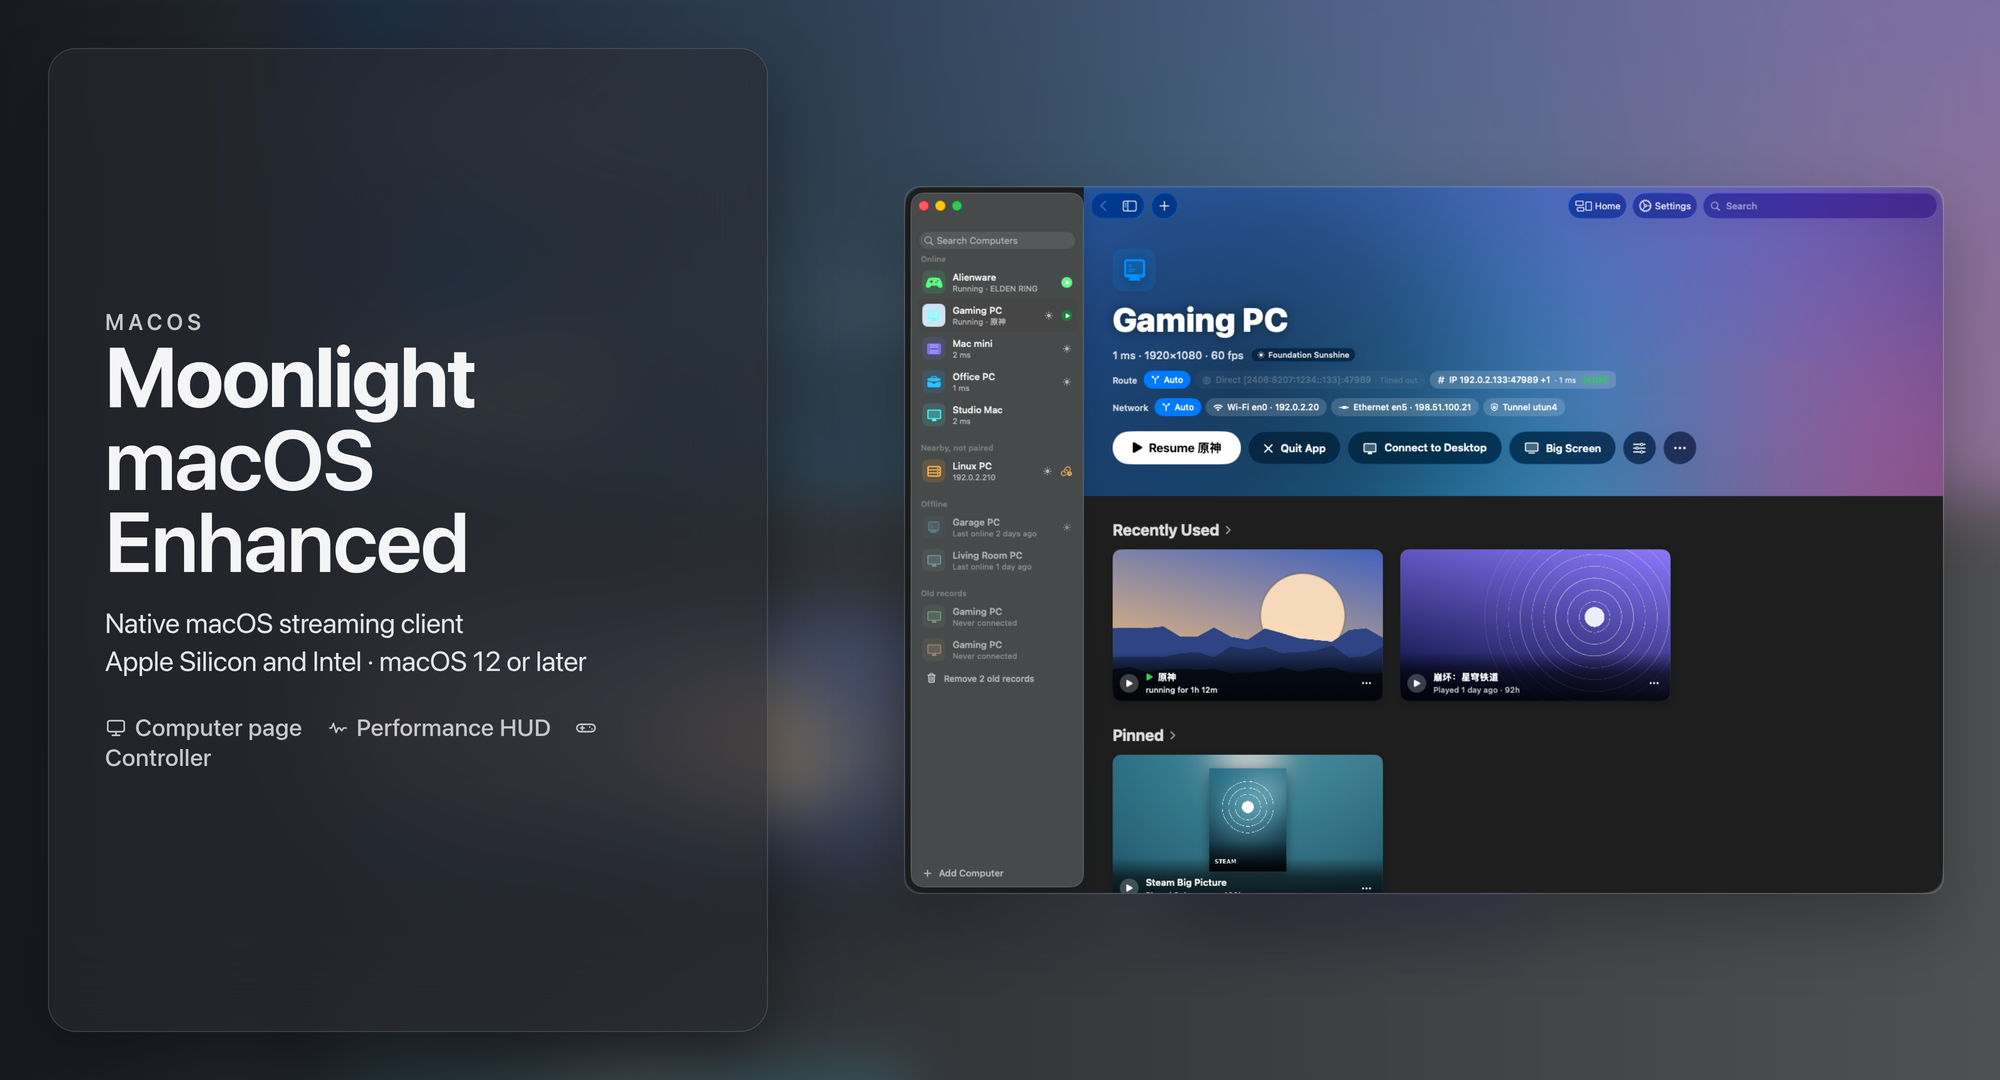 MACOS
Moonlight
macOS
Enhanced
Native macOS streaming client
Apple Silicon and Intel · macOS 12 or later
Computer page Performance HUD
Controller
Search Computers
Online
Alienware
Running · ELDEN RING
Gaming PC
Running · 原神
Mac mini
2 ms
Office PC
1 ms
Studio Mac
2 ms
Nearby, not paired
Linux PC
192.0.2.210
Offline
Garage PC
Last online 2 days ago
Living Room PC
Last online 1 day ago
Old records
Gaming PC
Never connected
Gaming PC
Never connected
Remove 2 old records
+ Add Computer
Home Settings Search
Gaming PC
1 ms · 1920×1080 · 60 fps Foundation Sunshine
Route Auto Direct [2408:8207:1234::133]:47989 · Timed out # IP 192.0.2.133:47989 +1 · 1 ms
Network Auto Wi-Fi en0 · 192.0.2.20 Ethernet en5 · 198.51.100.21 Tunnel utun4
Resume 原神 Quit App Connect to Desktop Big Screen
Recently Used
原神
running for 1h 12m
崩坏：星穹铁道
Played 1 day ago · 92h
Pinned
STEAM
Steam Big Picture